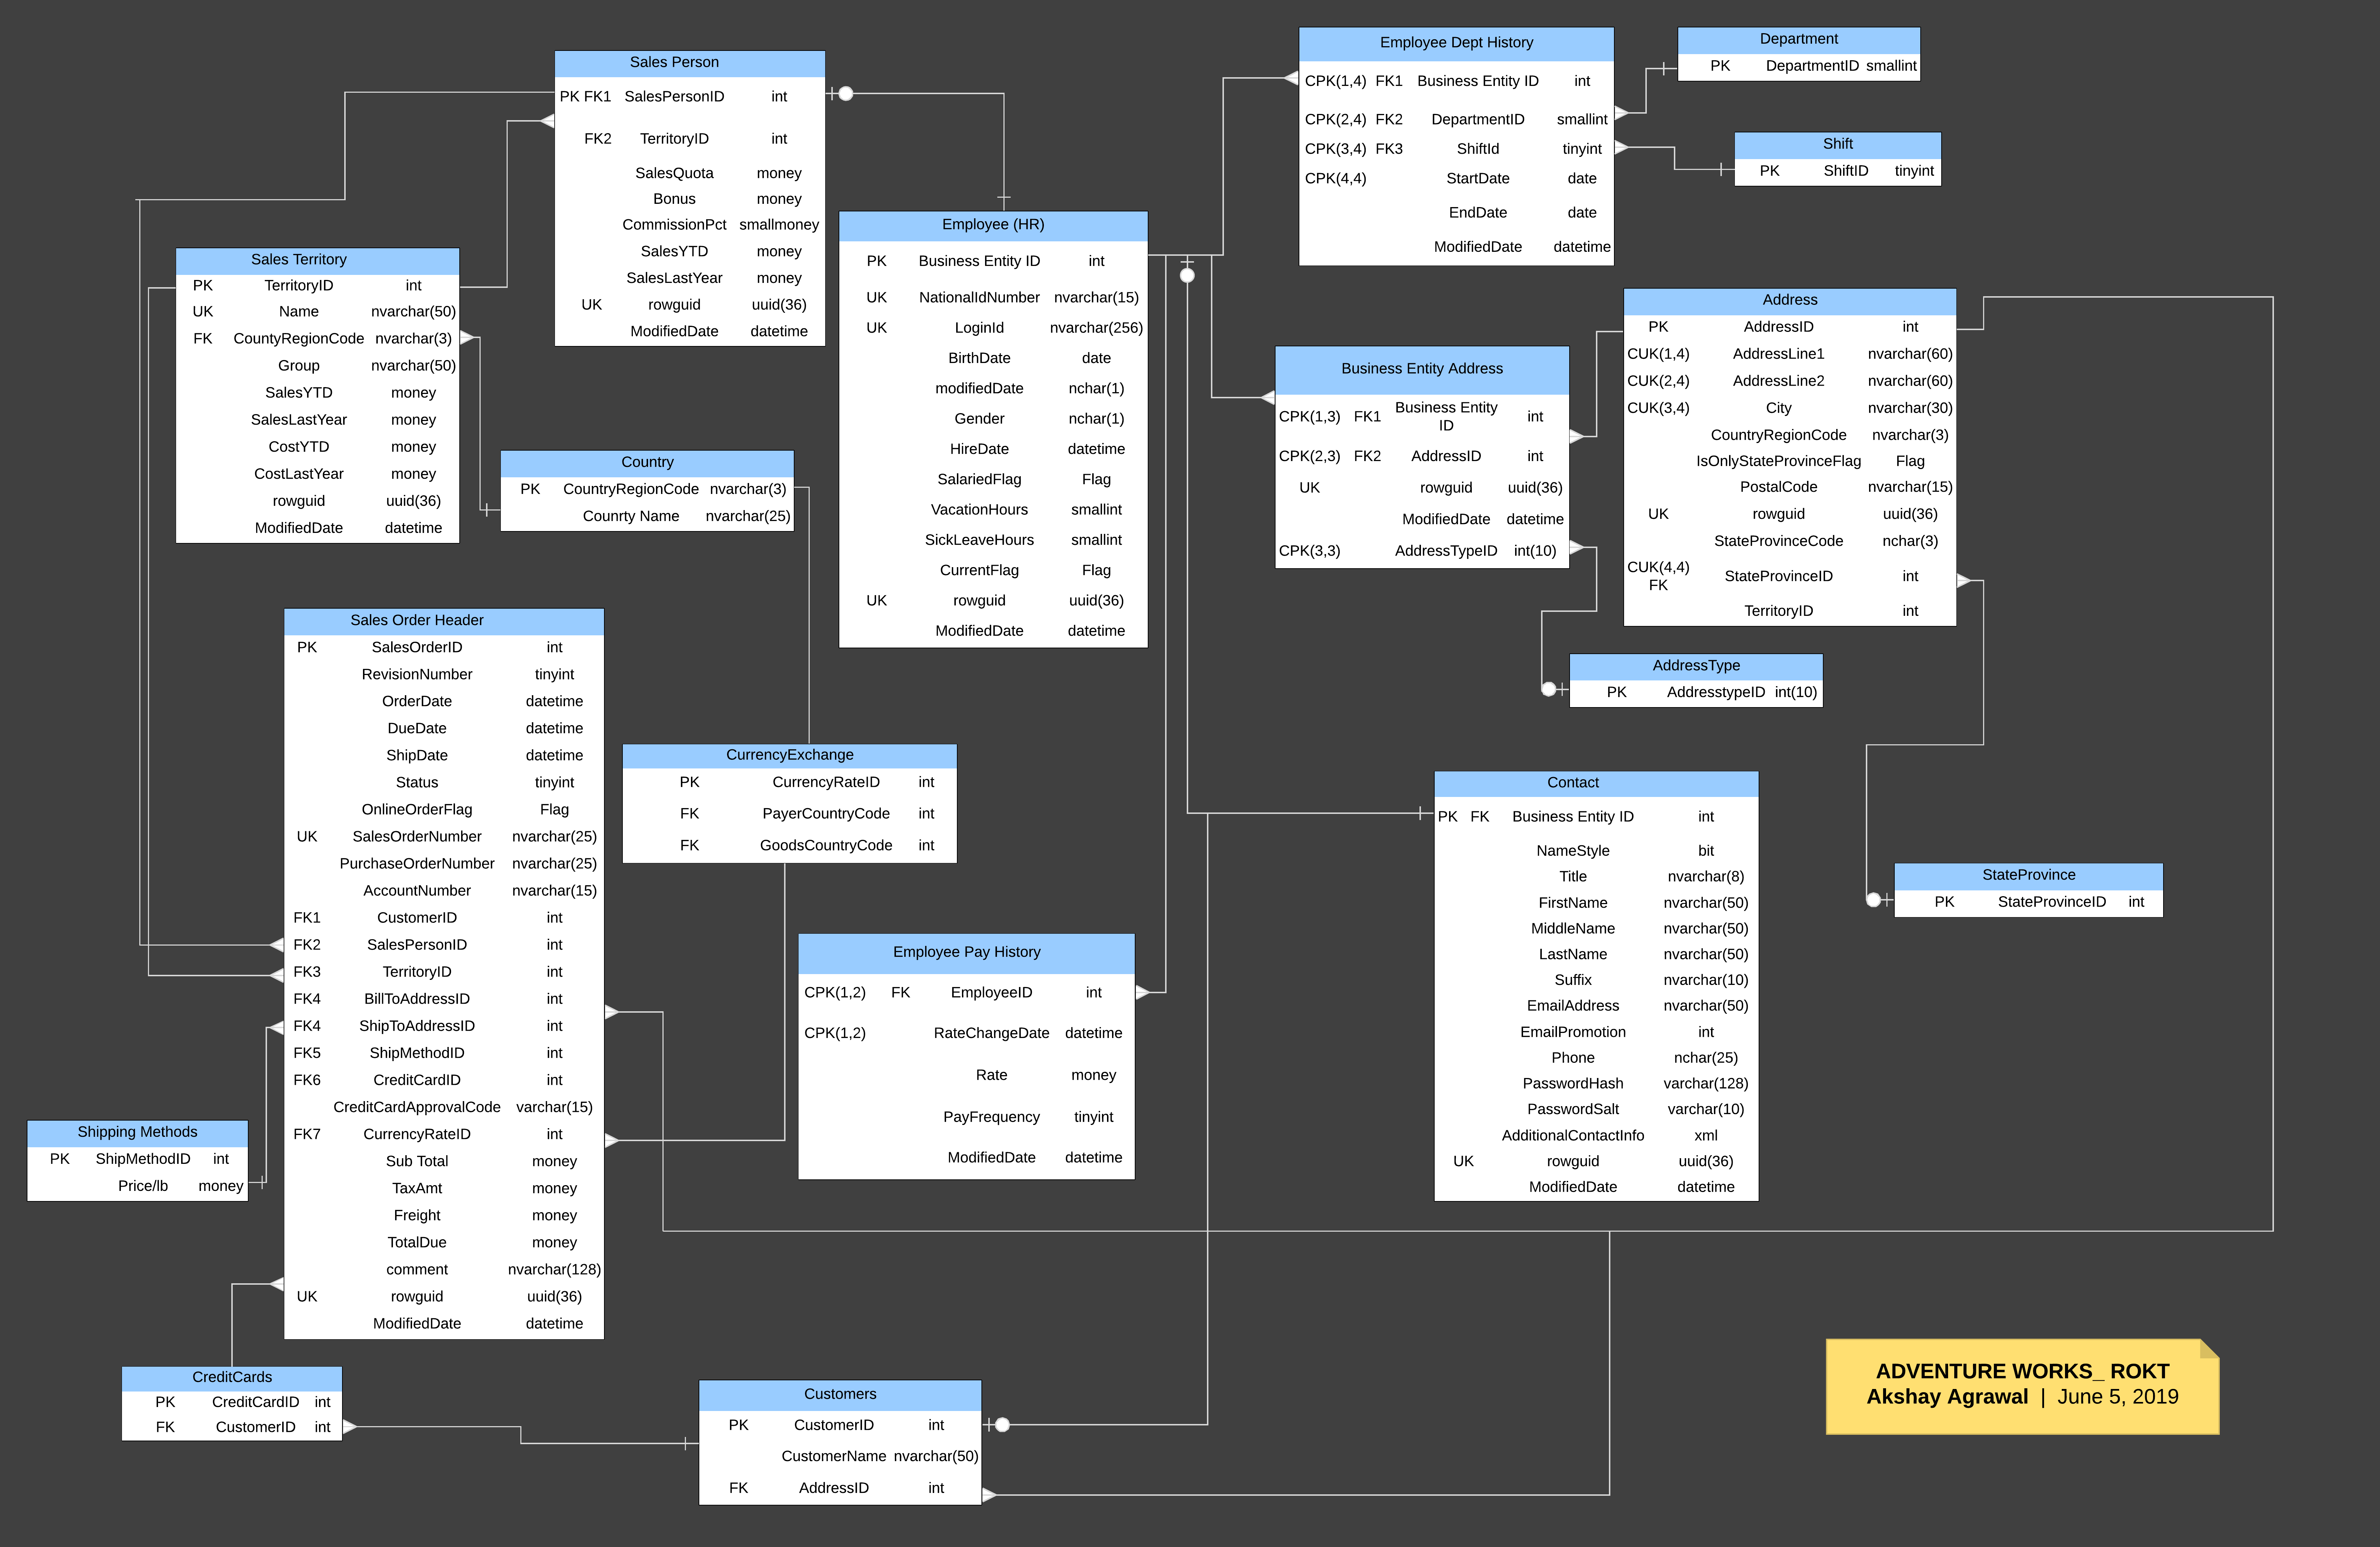 Sales Person
PK FK1 SalesPersonID int
FK2 TerritoryID int
SalesQuota money
Bonus money
CommissionPct smallmoney
SalesYTD money
SalesLastYear money
UK rowguid uuid(36)
ModifiedDate datetime
Employee Dept History
CPK(1,4) FK1 Business Entity ID int
CPK(2,4) FK2 DepartmentID smallint
CPK(3,4) FK3 ShiftId tinyint
CPK(4,4) StartDate date
EndDate date
ModifiedDate datetime
Department
PK DepartmentID smallint
Shift
PK ShiftID tinyint
Sales Territory
PK TerritoryID int
UK Name nvarchar(50)
FK CountyRegionCode nvarchar(3)
Group nvarchar(50)
SalesYTD money
SalesLastYear money
CostYTD money
CostLastYear money
rowguid uuid(36)
ModifiedDate datetime
Employee (HR)
PK Business Entity ID int
UK NationalIdNumber nvarchar(15)
UK LoginId nvarchar(256)
BirthDate date
modifiedDate nchar(1)
Gender nchar(1)
HireDate datetime
SalariedFlag Flag
VacationHours smallint
SickLeaveHours smallint
CurrentFlag Flag
UK rowguid uuid(36)
ModifiedDate datetime
Business Entity Address
CPK(1,3) FK1 Business Entity
ID int
CPK(2,3) FK2 AddressID int
UK rowguid uuid(36)
ModifiedDate datetime
CPK(3,3) AddressTypeID int(10)
Address
PK AddressID int
CUK(1,4) AddressLine1 nvarchar(60)
CUK(2,4) AddressLine2 nvarchar(60)
CUK(3,4) City nvarchar(30)
CountryRegionCode nvarchar(3)
IsOnlyStateProvinceFlag Flag
PostalCode nvarchar(15)
UK rowguid uuid(36)
StateProvinceCode nchar(3)
CUK(4,4)
FK StateProvinceID int
TerritoryID int
Country
PK CountryRegionCode nvarchar(3)
Counrty Name nvarchar(25)
AddressType
PK AddresstypeID int(10)
Sales Order Header
PK SalesOrderID int
RevisionNumber tinyint
OrderDate datetime
DueDate datetime
ShipDate datetime
Status tinyint
OnlineOrderFlag Flag
UK SalesOrderNumber nvarchar(25)
PurchaseOrderNumber nvarchar(25)
AccountNumber nvarchar(15)
FK1 CustomerID int
FK2 SalesPersonID int
FK3 TerritoryID int
FK4 BillToAddressID int
FK4 ShipToAddressID int
FK5 ShipMethodID int
FK6 CreditCardID int
CreditCardApprovalCode varchar(15)
FK7 CurrencyRateID int
Sub Total money
TaxAmt money
Freight money
TotalDue money
comment nvarchar(128)
UK rowguid uuid(36)
ModifiedDate datetime
CurrencyExchange
PK CurrencyRateID int
FK PayerCountryCode int
FK GoodsCountryCode int
Contact
PK FK Business Entity ID int
NameStyle bit
Title nvarchar(8)
FirstName nvarchar(50)
MiddleName nvarchar(50)
LastName nvarchar(50)
Suffix nvarchar(10)
EmailAddress nvarchar(50)
EmailPromotion int
Phone nchar(25)
PasswordHash varchar(128)
PasswordSalt varchar(10)
AdditionalContactInfo xml
UK rowguid uuid(36)
ModifiedDate datetime
StateProvince
PK StateProvinceID int
Employee Pay History
CPK(1,2) FK EmployeeID int
CPK(1,2) RateChangeDate datetime
Rate money
PayFrequency tinyint
ModifiedDate datetime
Shipping Methods
PK ShipMethodID int
Price/lb money
CreditCards
PK CreditCardID int
FK CustomerID int
Customers
PK CustomerID int
CustomerName nvarchar(50)
FK AddressID int
ADVENTURE WORKS_ ROKT
Akshay Agrawal | June 5, 2019